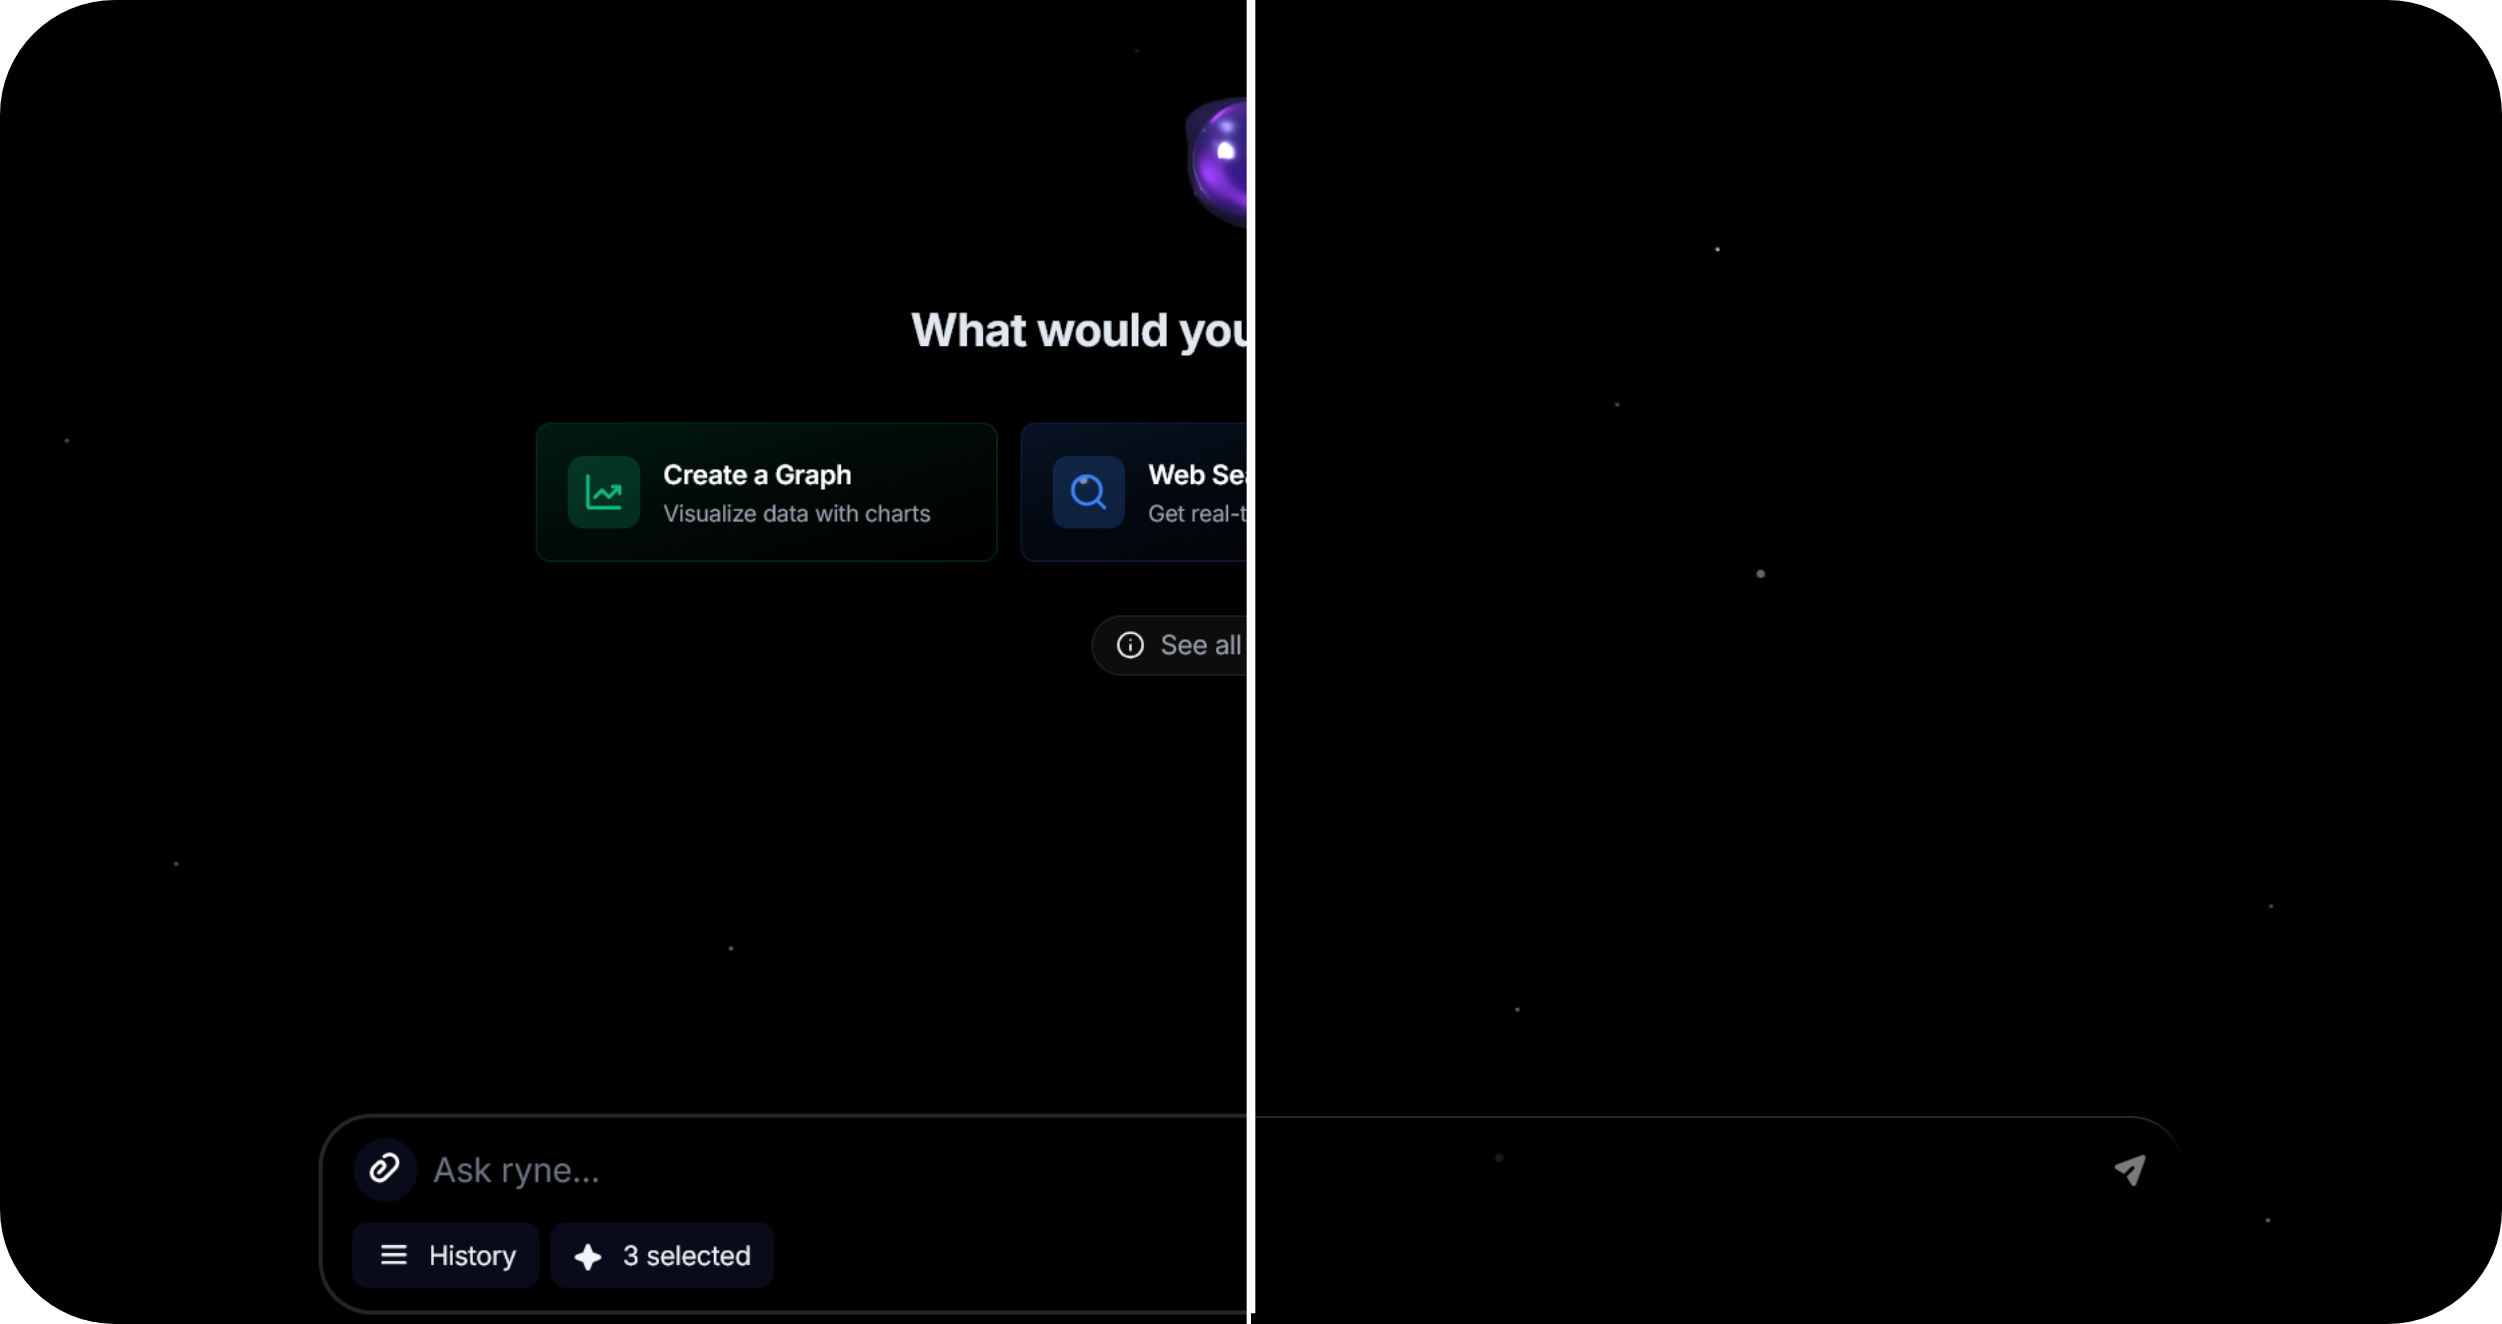 What would you
Create a Graph
Visualize data with charts
Web Sea
Get real-t
See all
Ask ryne...
History
3 selected